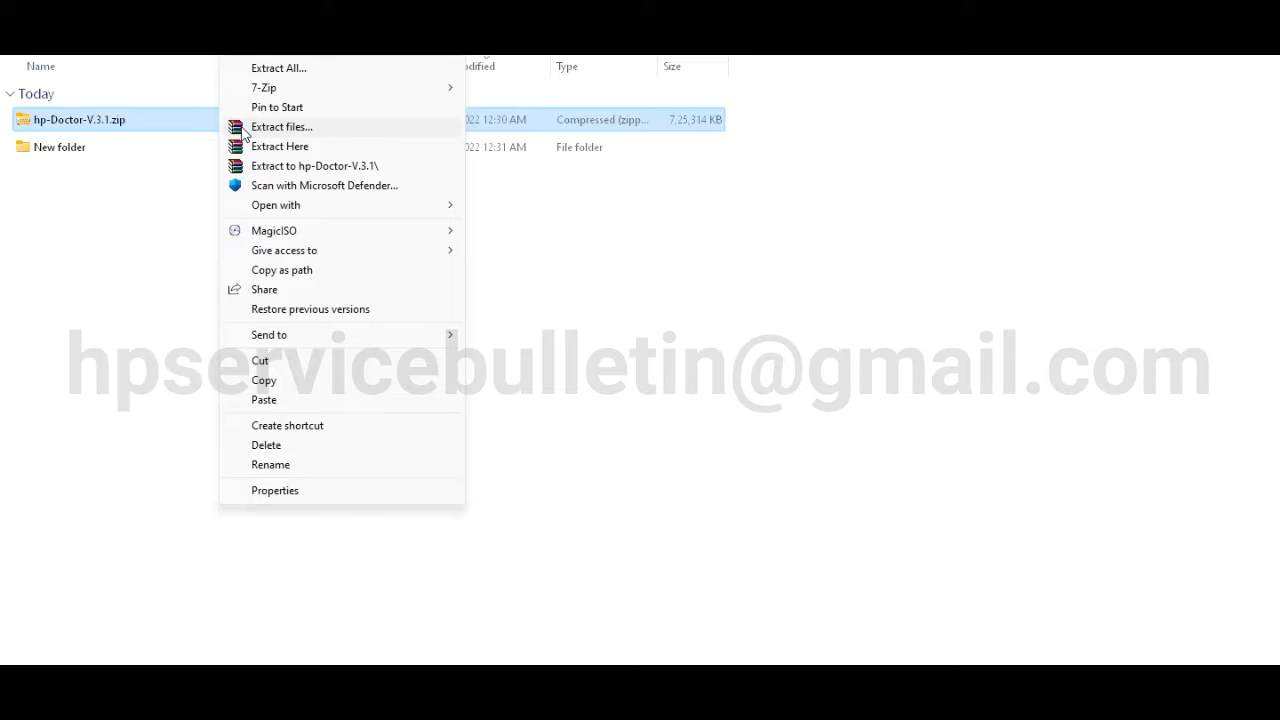 Name
odified
Type
Size
Today
hp-Doctor-V.3.1.zip
022 12:30 AM
Compressed (zipp...
7,25,314 KB
New folder
022 12:31 AM
File folder
Extract All...
7-Zip
Pin to Start
Extract files...
Extract Here
Extract to hp-Doctor-V.3.1\
Scan with Microsoft Defender...
Open with
MagicISO
Give access to
Copy as path
Share
Restore previous versions
Send to
Cut
Copy
Paste
Create shortcut
Delete
Rename
Properties
hpservicebulletin@gmail.com